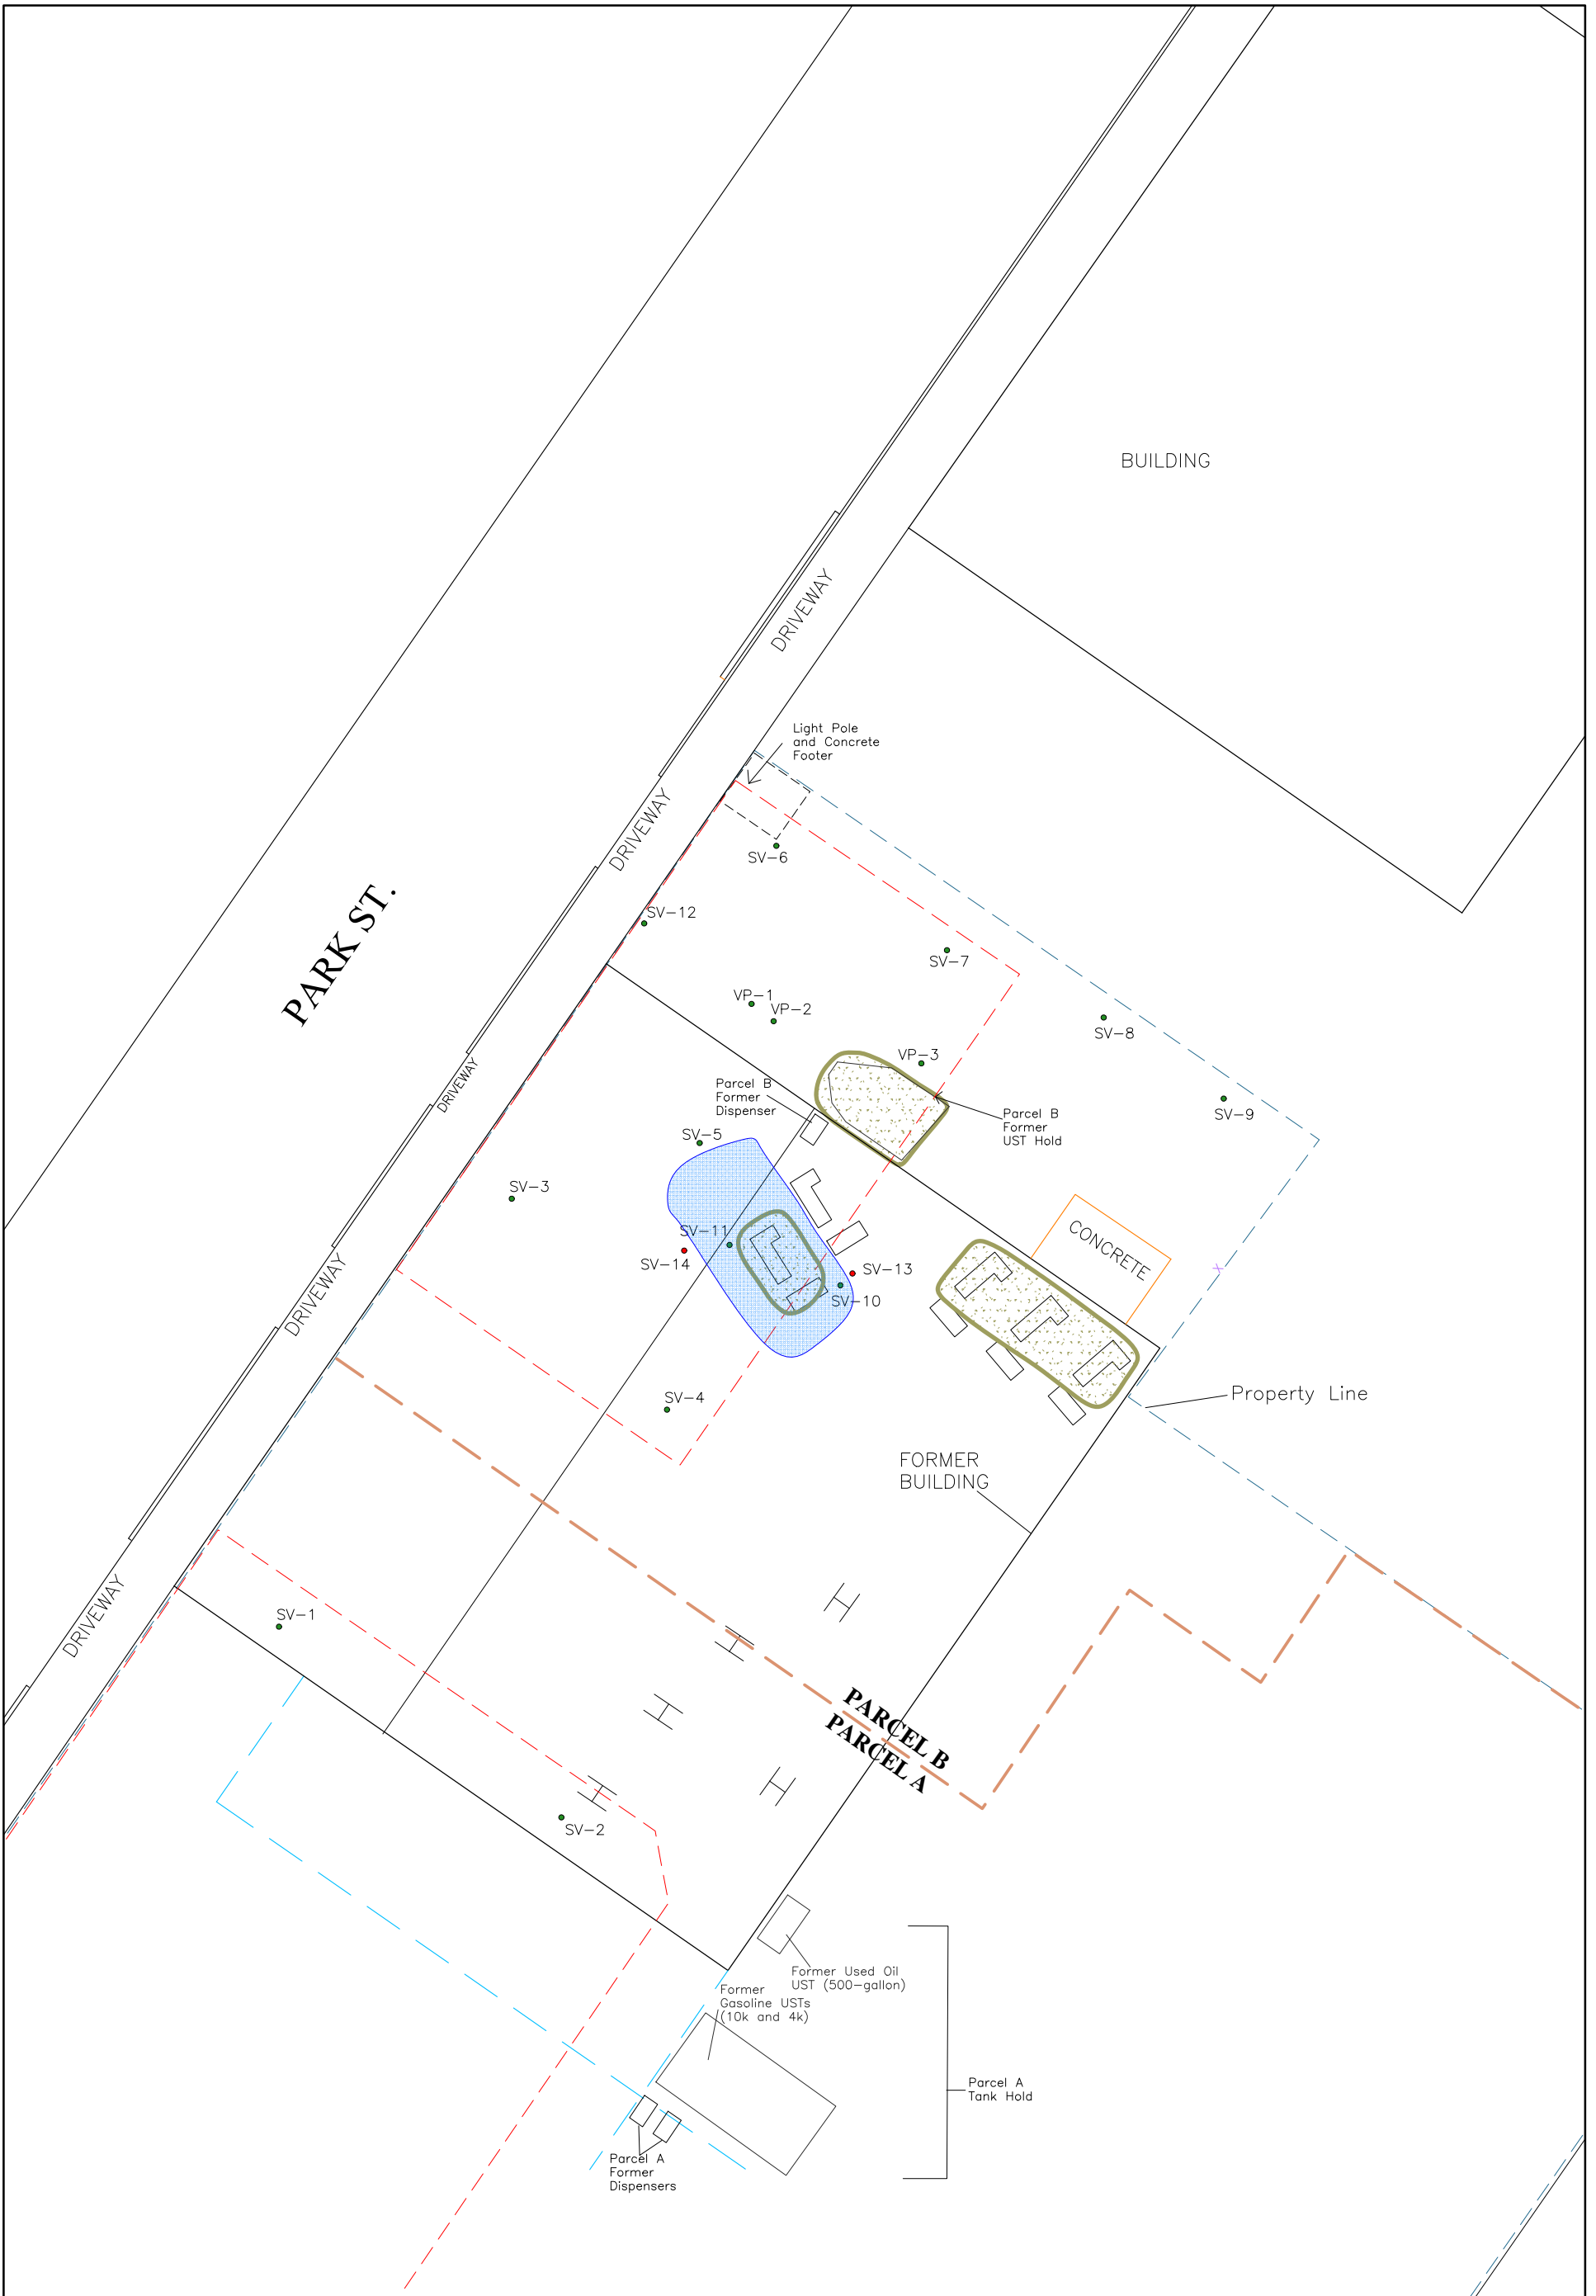 BUILDING
DRIVEWAY
Light Pole
and Concrete
Footer
DRIVEWAY
SV-6
PARK ST.
SV-12
SV-7
VP-1
VP-2
SV-8
VP-3
DRIVEWAY
Parcel B
Former
Dispenser
SV-9
Parcel B
Former
UST Hold
SV-5
SV-3
SV-11
SV-14
SV-13
SV-10
CONCRETE
DRIVEWAY
Property Line
SV-4
FORMER
BUILDING
DRIVEWAY
SV-1
PARCEL B
PARCEL A
SV-2
Former Used Oil
UST (500-gallon)
Former
Gasoline USTs
(10k and 4k)
Parcel A
Tank Hold
Parcel A
Former
Dispensers